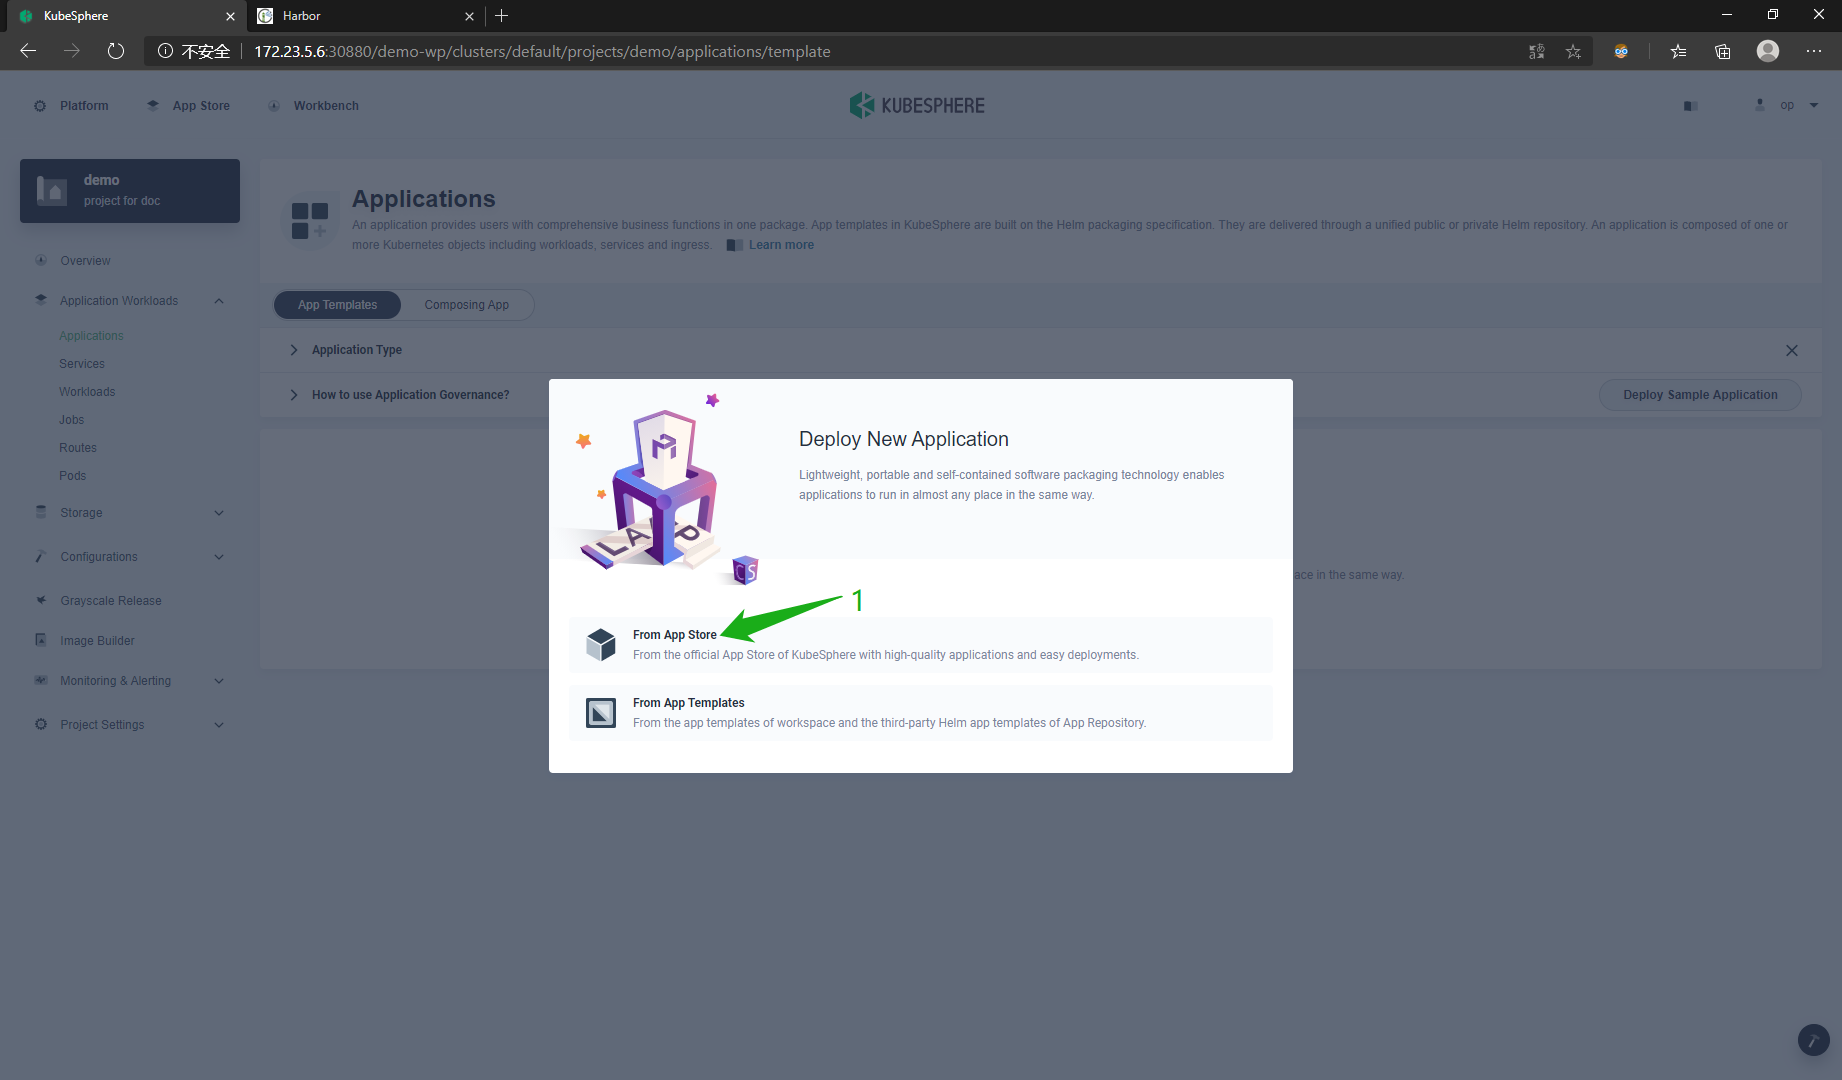 KubeSphere
Harbor
不安全
172.23.5.6:30880/demo-wp/clusters/default/projects/demo/applications/template
Platform
App Store
Workbench
KUBESPHERE
op
demo
project for doc
Applications
An application provides users with comprehensive business functions in one package. App templates in KubeSphere are built on the Helm packaging specification. They are delivered through a unified public or private Helm repository. An application is composed of one or
more Kubernetes objects including workloads, services and ingress.
Learn more
Overview
Application Workloads
Applications
Services
Workloads
Jobs
Routes
Pods
Storage
Configurations
Grayscale Release
Image Builder
Monitoring & Alerting
Project Settings
App Templates
Composing App
Application Type
How to use Application Governance?
Deploy Sample Application
Deploy New Application
Lightweight, portable and self-contained software packaging technology enables
applications to run in almost any place in the same way.
LA P
CS
ace in the same way.
1
From App Store
From the official App Store of KubeSphere with high-quality applications and easy deployments.
From App Templates
From the app templates of workspace and the third-party Helm app templates of App Repository.